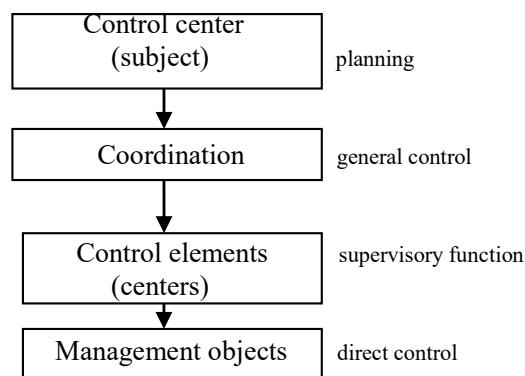 Control center
(subject)
planning
Coordination
general control
Control elements
(centers)
supervisory function
Management objects
direct control